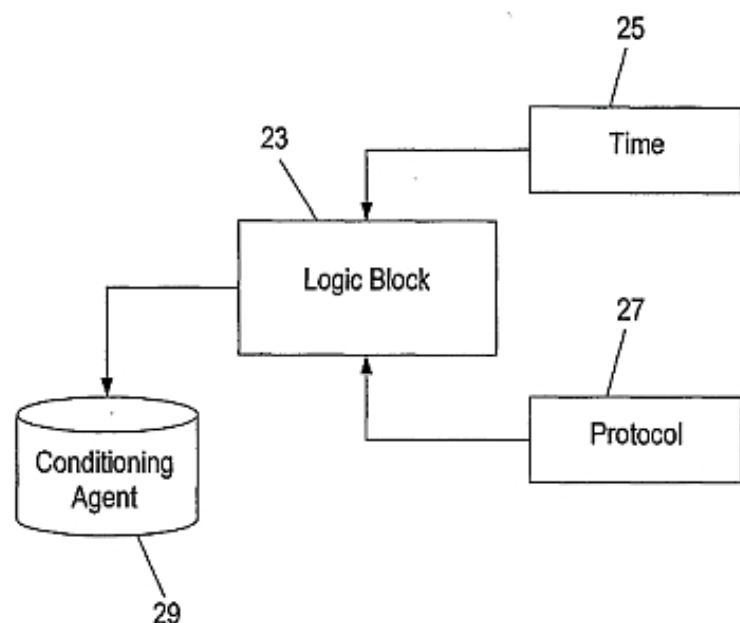 25
Time
23
Logic Block
27
Protocol
Conditioning
Agent
29